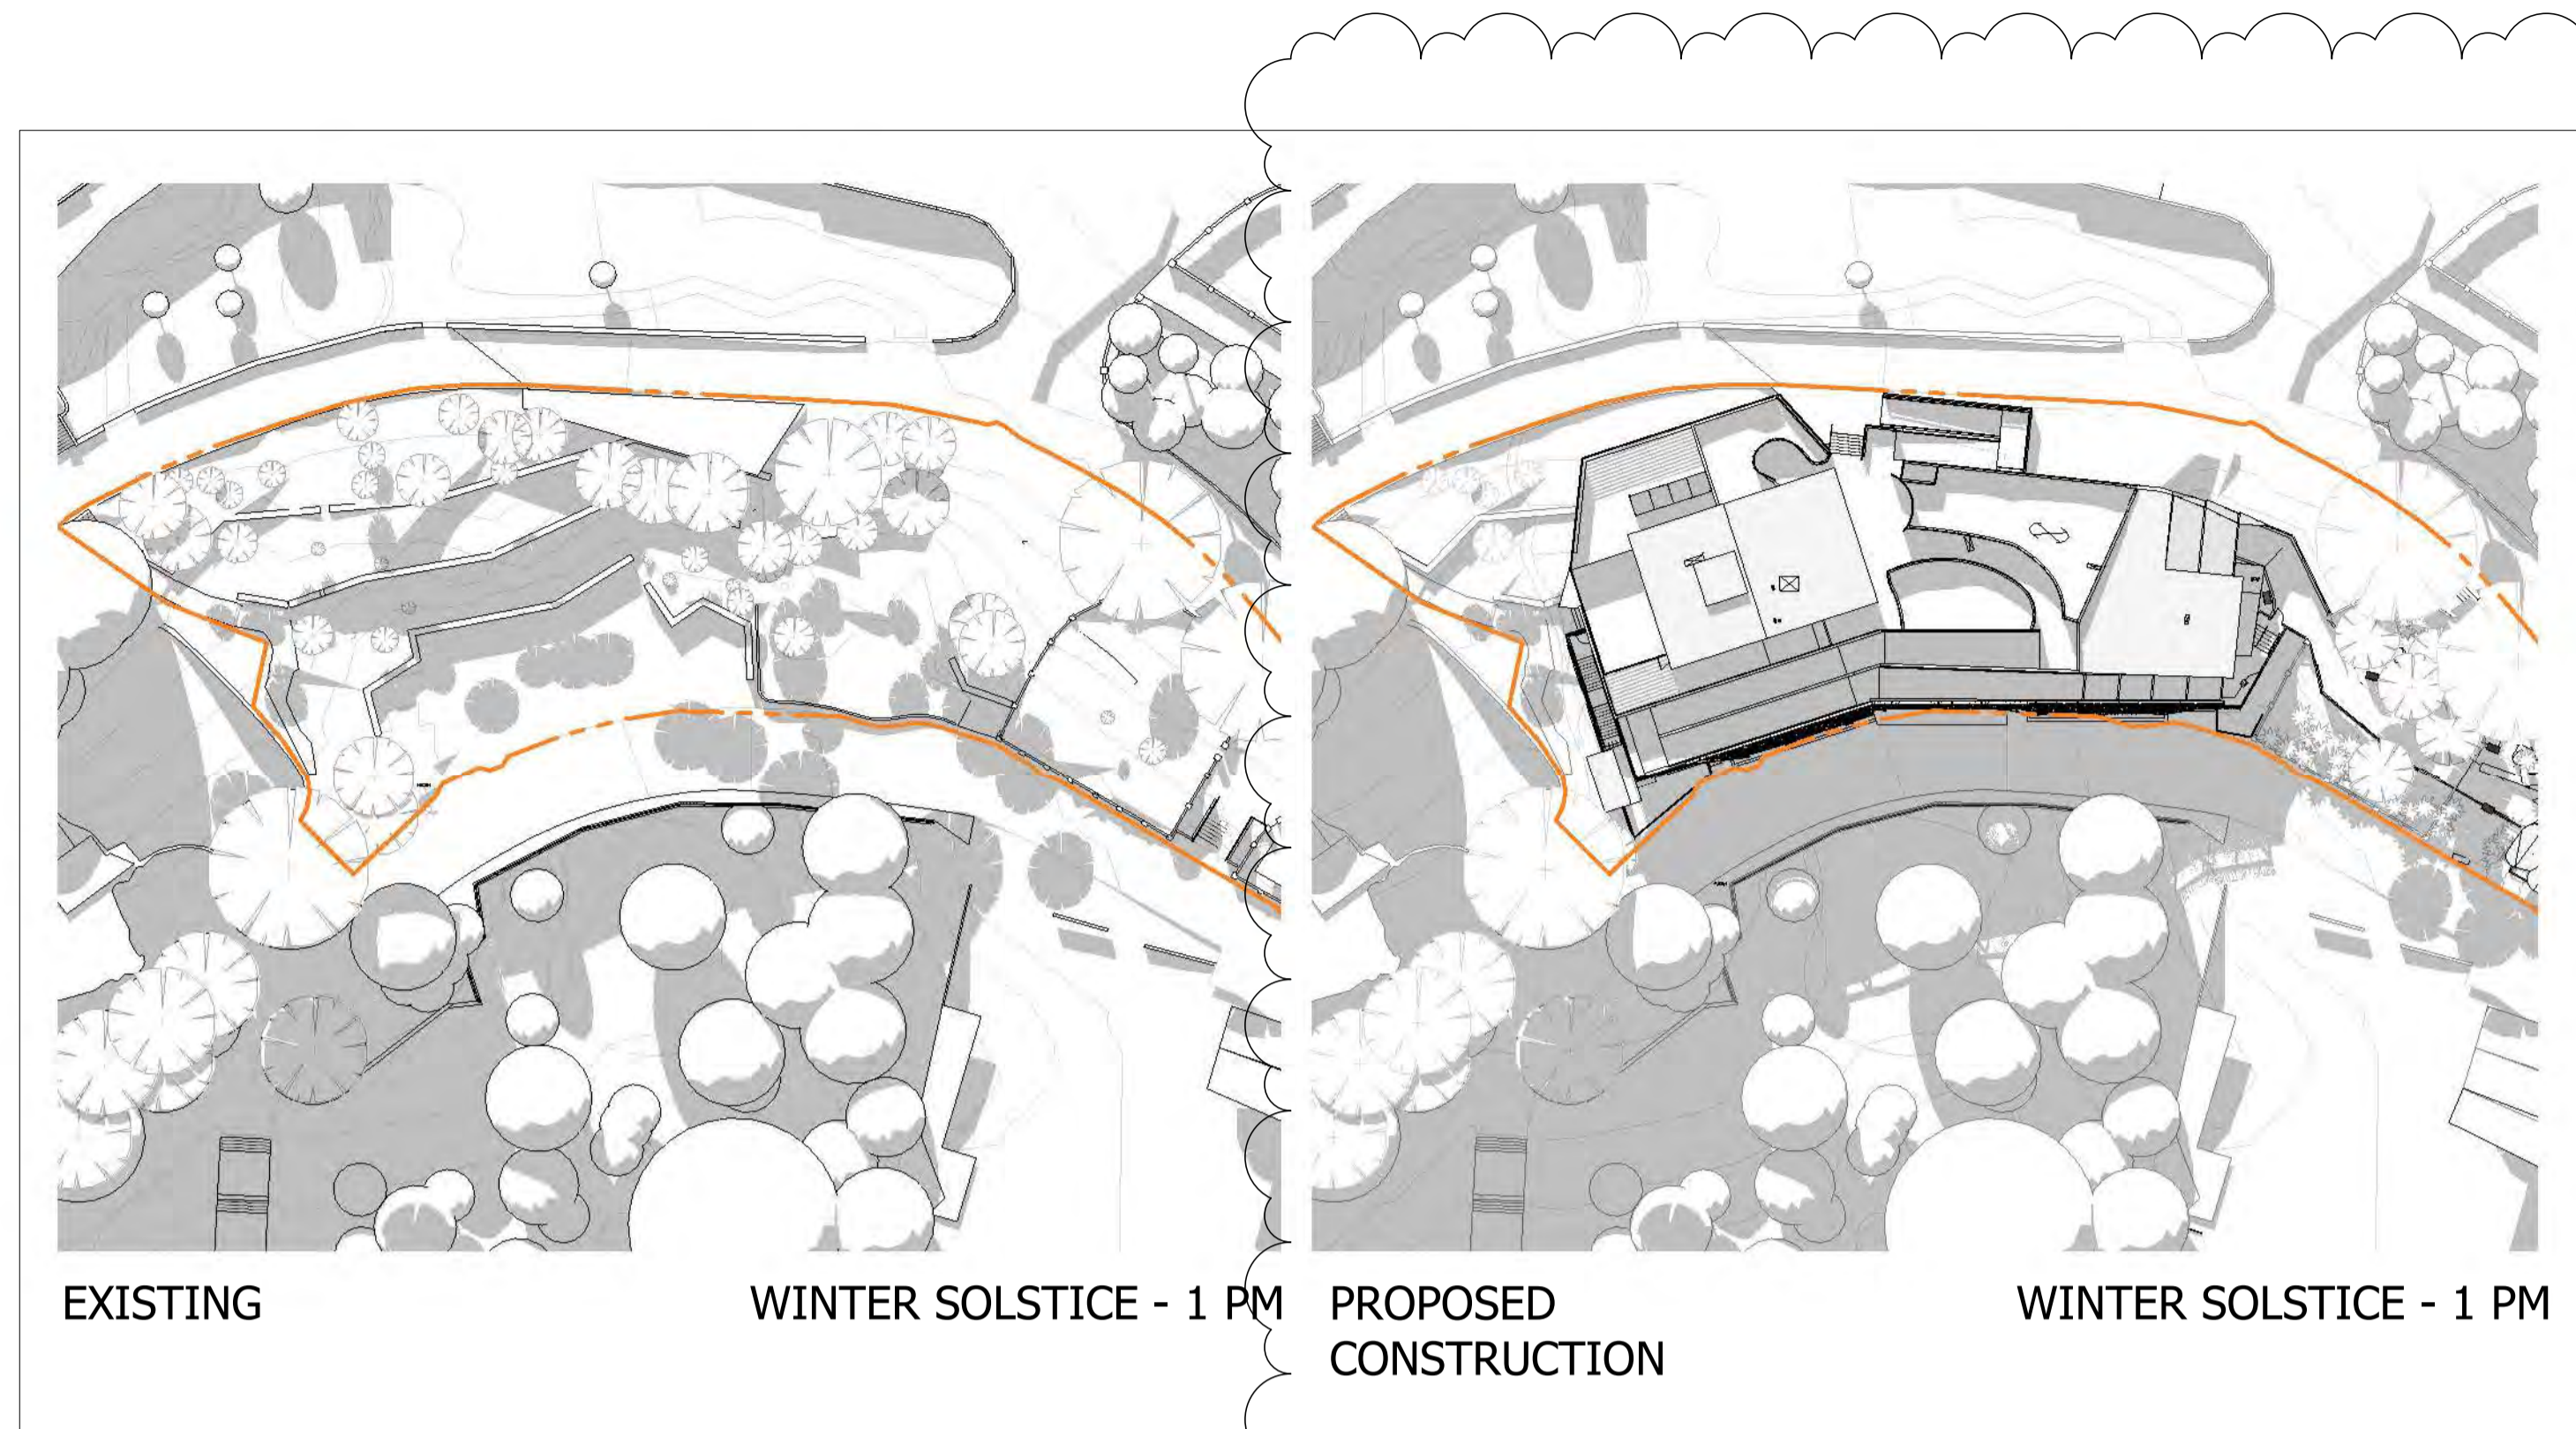 EXISTING
WINTER SOLSTICE - 1 PM
PROPOSED
CONSTRUCTION
WINTER SOLSTICE - 1 PM